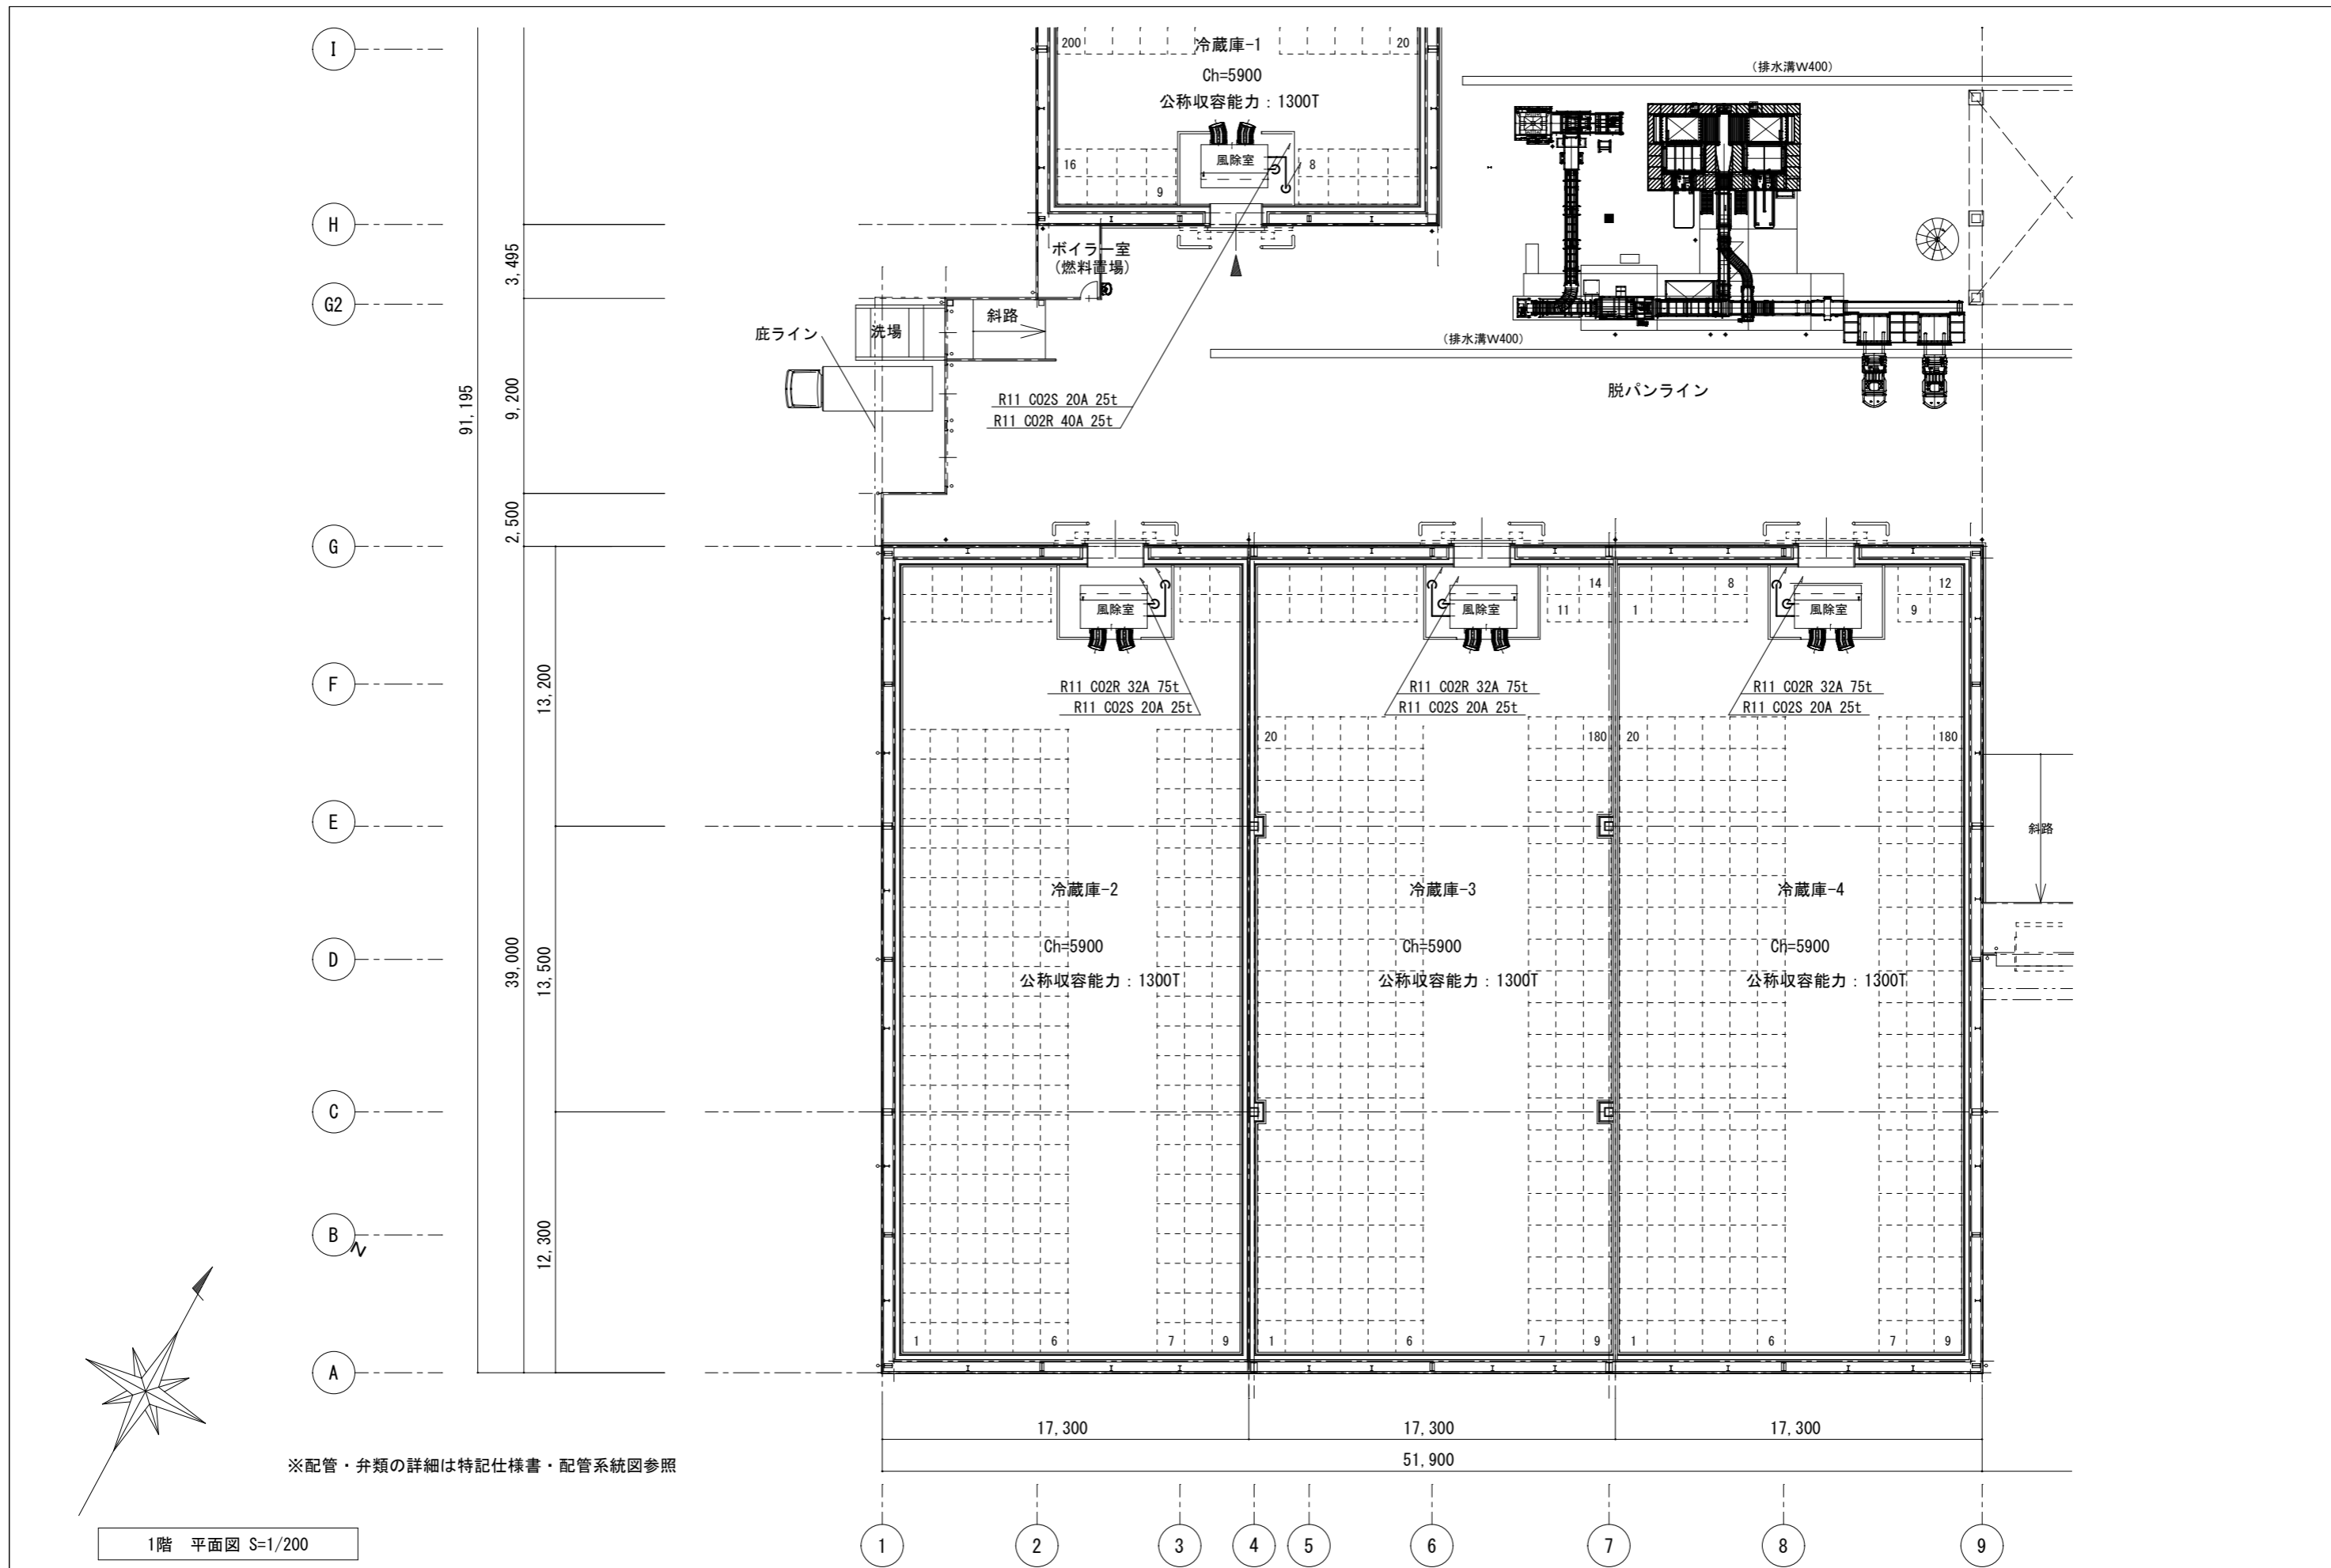 I
200
冷蔵庫-1
20
Ch=5900
公称収容能力：1300T
(排水溝W400)
16
風除室
8
9
H
ボイラー室
(燃料置場)
3,495
G2
洗場
斜路
庇ライン
(排水溝W400)
脱パンライン
91,195
9,200
R11 CO2S 20A 25t
R11 CO2R 40A 25t
2,500
G
風除室
風除室
14
11
8
1
風除室
12
9
F
13,200
R11 CO2R 32A 75t
R11 CO2S 20A 25t
R11 CO2R 32A 75t
R11 CO2S 20A 25t
R11 CO2R 32A 75t
R11 CO2S 20A 25t
20
180
20
180
E
斜路
冷蔵庫-2
冷蔵庫-3
冷蔵庫-4
D
39,000
13,500
Ch=5900
Ch=5900
Ch=5900
公称収容能力：1300T
公称収容能力：1300T
公称収容能力：1300T
C
B
N
12,300
1
6
7
9
1
6
7
9
1
6
7
9
A
17,300
17,300
17,300
51,900
※配管・弁類の詳細は特記仕様書・配管系統図参照
1階　平面図 S=1/200
1
2
3
4
5
6
7
8
9